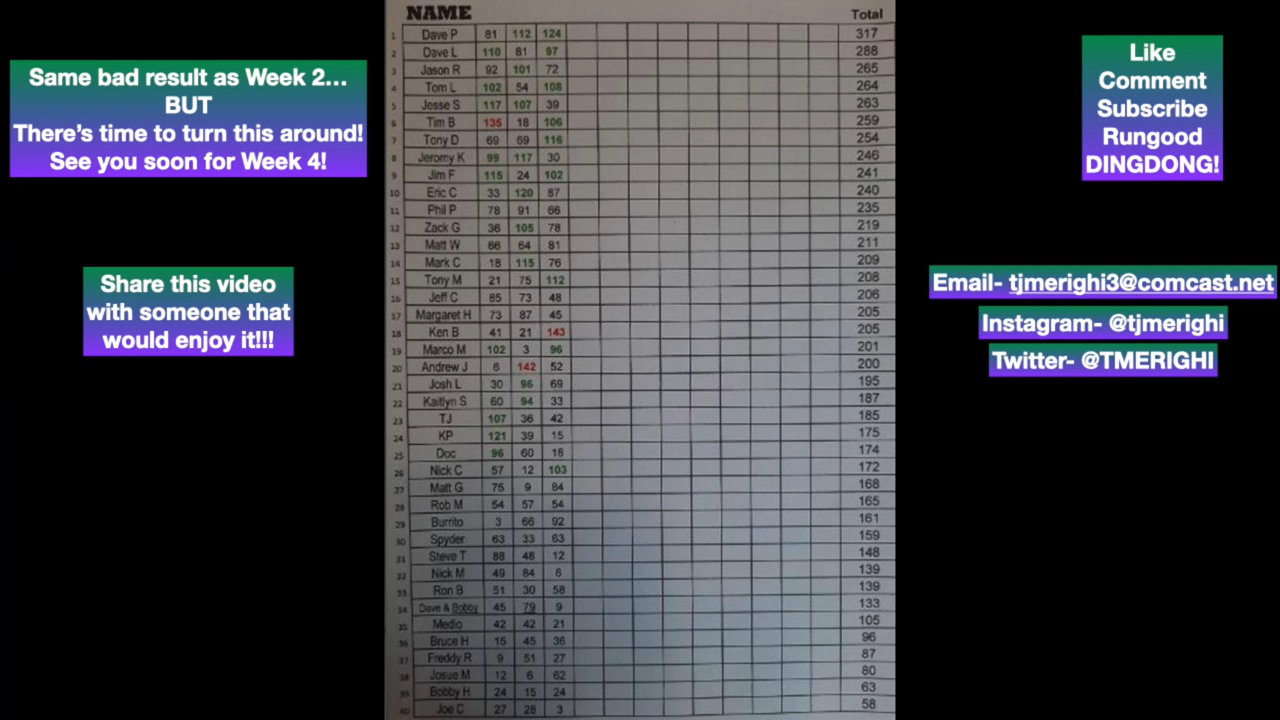 Same bad result as Week 2…
BUT
There's time to turn this around!
See you soon for Week 4!
Share this video
with someone that
would enjoy it!!!
NAME Total
1 Dave P 81 112 124 317
2 Dave L 110 81 97 288
3 Jason R 92 101 72 265
4 Tom L 102 54 108 264
5 Jesse S 117 107 39 263
6 Tim B 135 18 106 259
7 Tony D 69 69 116 254
8 Jeromy K 99 117 30 246
9 Jim F 115 24 102 241
10 Eric C 33 120 87 240
11 Phil P 78 91 66 235
12 Zack G 36 105 78 219
13 Matt W 66 64 81 211
14 Mark C 18 115 76 209
15 Tony M 21 75 112 208
16 Jeff C 85 73 48 206
17 Margaret H 73 87 45 205
18 Ken B 41 21 143 205
19 Marco M 102 3 96 201
20 Andrew J 6 142 52 200
21 Josh L 30 96 69 195
22 Kaitlyn S 60 94 33 187
23 TJ 107 36 42 185
24 KP 121 39 15 175
25 Doc 96 60 18 174
26 Nick C 57 12 103 172
27 Matt G 75 9 84 168
28 Rob M 54 57 54 165
29 Burrito 3 66 92 161
30 Spyder 63 33 63 159
31 Steve T 88 48 12 148
32 Nick M 49 84 6 139
33 Ron B 51 30 58 139
34 Dave & Bobby 45 79 9 133
35 Medio 42 42 21 105
36 Bruce H 15 45 36 96
37 Freddy R 9 51 27 87
38 Josue M 12 6 62 80
39 Bobby H 24 15 24 63
40 Joe C 27 28 3 58
Like
Comment
Subscribe
Rungood
DINGDONG!
Email- tjmerighi3@comcast.net
Instagram- @tjmerighi
Twitter- @TMERIGHI